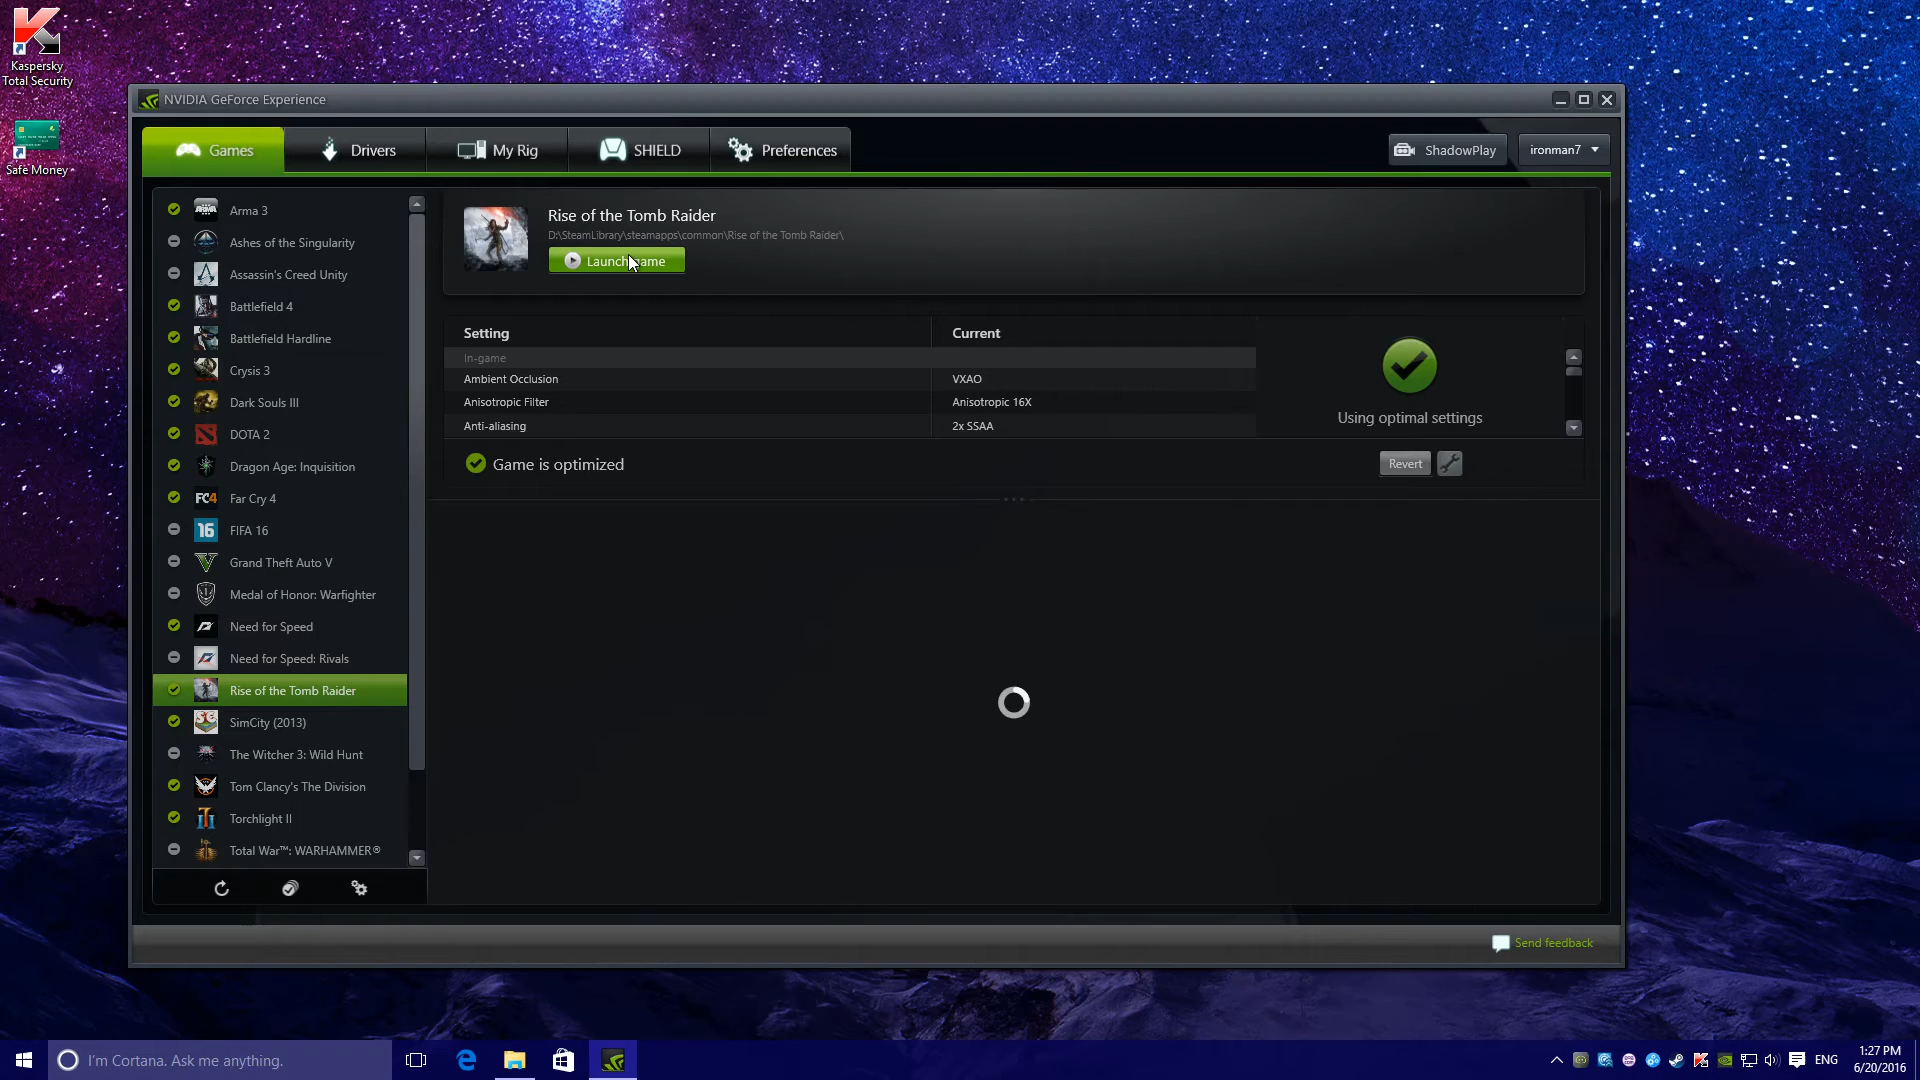 Kaspersky
Total Security
Safe Money
NVIDIA GeForce Experience
Games
Drivers
My Rig
SHIELD
Preferences
ShadowPlay
ironman7
Arma 3
Ashes of the Singularity
Assassin's Creed Unity
Battlefield 4
Battlefield Hardline
Crysis 3
Dark Souls III
DOTA 2
Dragon Age: Inquisition
FC4
Far Cry 4
16
FIFA 16
Grand Theft Auto V
Medal of Honor: Warfighter
Need for Speed
Need for Speed: Rivals
Rise of the Tomb Raider
SimCity (2013)
The Witcher 3: Wild Hunt
Tom Clancy's The Division
Torchlight II
Total War™: WARHAMMER®
Rise of the Tomb Raider
D:\SteamLibrary\steamapps\common\Rise of the Tomb Raider\
Launch game
Setting
Current
In-game
Ambient Occlusion
VXAO
Anisotropic Filter
Anisotropic 16X
Anti-aliasing
2x SSAA
Using optimal settings
Game is optimized
Revert
Send feedback
I'm Cortana. Ask me anything.
ENG
1:27 PM
6/20/2016